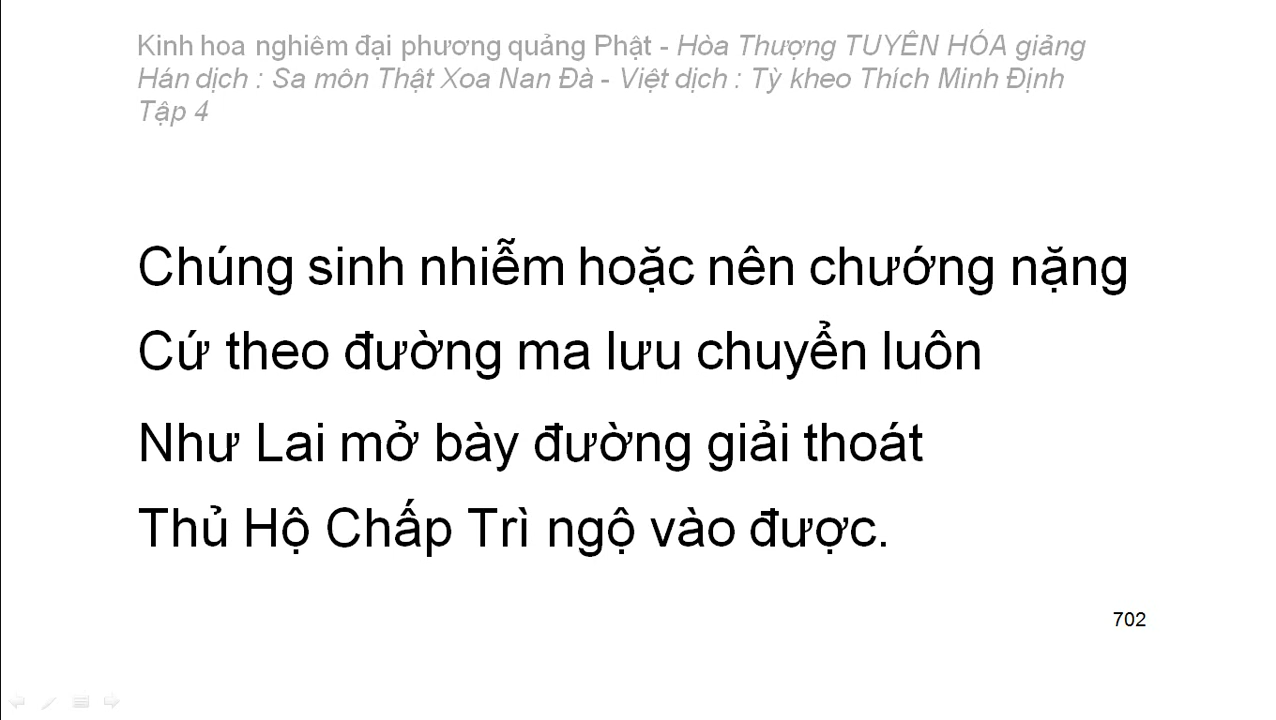 Kinh hoa nghiêm đại phương quảng Phật - Hòa Thượng TUYÊN HÓA giảng
Hán dịch : Sa môn Thật Xoa Nan Đà - Việt dịch : Tỳ kheo Thích Minh Định
Tập 4
Chúng sinh nhiễm hoặc nên chướng nặng
Cứ theo đường ma lưu chuyển luôn
Như Lai mở bày đường giải thoát
Thủ Hộ Chấp Trì ngộ vào được.
702